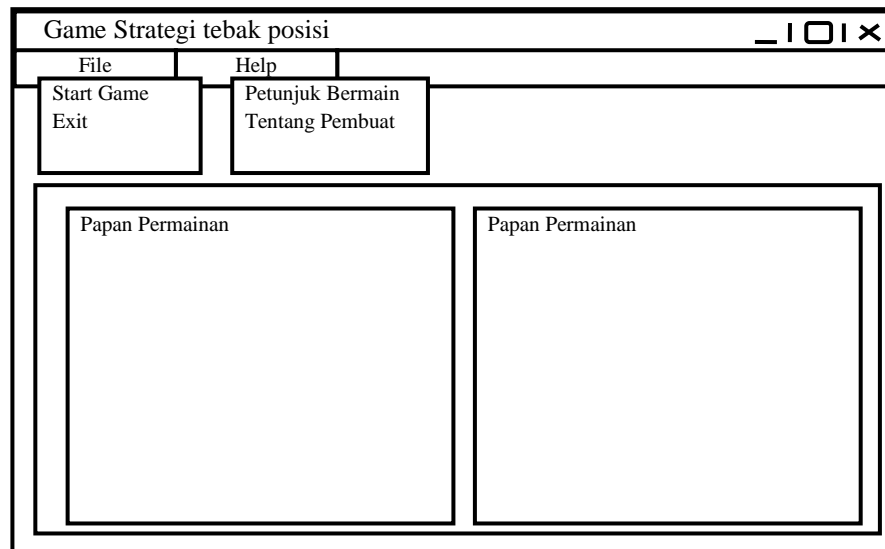 Game Strategi tebak posisi
File Help
Start Game
Exit
Petunjuk Bermain
Tentang Pembuat
Papan Permainan
Papan Permainan